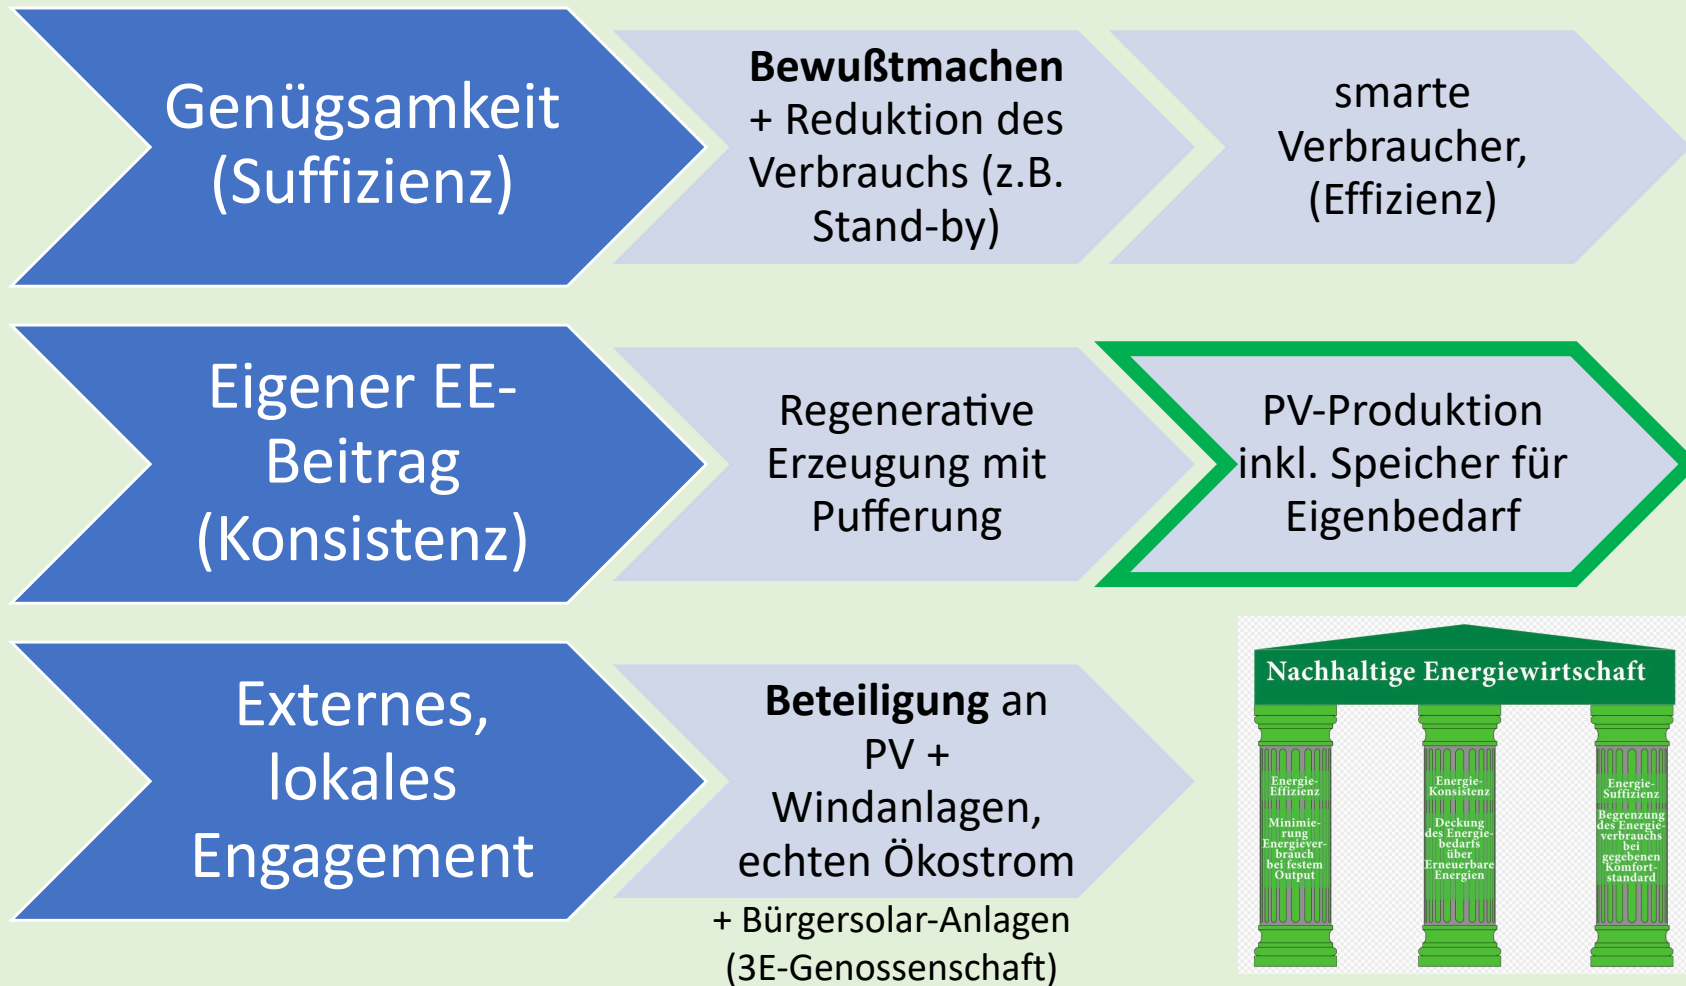 Genügsamkeit
(Suffizienz)
Bewußtmachen
+ Reduktion des
Verbrauchs (z.B.
Stand-by)
smarte
Verbraucher,
(Effizienz)
Eigener EE-
Beitrag
(Konsistenz)
Regenerative
Erzeugung mit
Pufferung
PV-Produktion
inkl. Speicher für
Eigenbedarf
Externes,
lokales
Engagement
Beteiligung an
PV +
Windanlagen,
echten Ökostrom
+ Bürgersolar-Anlagen
(3E-Genossenschaft)
Nachhaltige Energiewirtschaft
Energie-
Effizienz
Minimie-
rung
Energiever-
brauch
bei festem
Output
Energie-
Konsistenz
Deckung
des Energie-
bedarfs
über
Erneuerbare
Energien
Energie-
Suffizienz
Begrenzung
des Energie-
verbrauchs
bei
gegebenen
Komfort-
standard